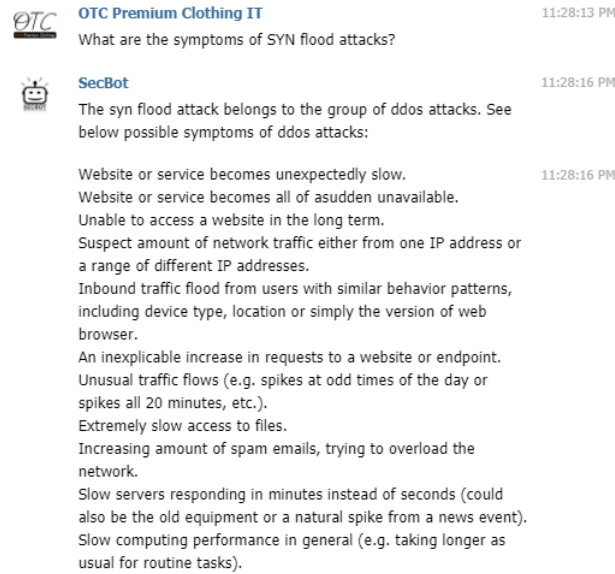 OTC
OTC Premium Clothing IT
11:28:13 PM
What are the symptoms of SYN flood attacks?
SecBot
11:28:16 PM
The syn flood attack belongs to the group of ddos attacks. See
below possible symptoms of ddos attacks:
Website or service becomes unexpectedly slow.
11:28:16 PM
Website or service becomes all of asudden unavailable.
Unable to access a website in the long term.
Suspect amount of network traffic either from one IP address or
a range of different IP addresses.
Inbound traffic flood from users with similar behavior patterns,
including device type, location or simply the version of web
browser.
An inexplicable increase in requests to a website or endpoint.
Unusual traffic flows (e.g. spikes at odd times of the day or
spikes all 20 minutes, etc.).
Extremely slow access to files.
Increasing amount of spam emails, trying to overload the
network.
Slow servers responding in minutes instead of seconds (could
also be the old equipment or a natural spike from a news event).
Slow computing performance in general (e.g. taking longer as
usual for routine tasks).